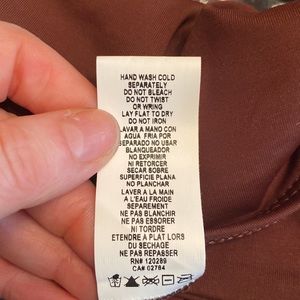 HAND WASH COLD
SEPARATELY
DO NOT BLEACH
DO NOT TWIST
OR WRING
LAY FLAT TO DRY
DO NOT IRON
LAVAR A MANO CON
AGUA FRIA POR
SEPARADO NO USAR
BLANQUEADOR
NO EXPRIMIR
NI RETORCER
SECAR SOBRE
SUPERFICIE PLANA
NO PLANCHAR
LAVER A LA MAIN
A L'EAU FROIDE
SEPAREMENT
NE PAS BLANCHIR
NE PAS ESSORER
NI TORDRE
ETENDRE A PLAT LORS
DU SECHAGE
NE PAS REPASSER
RN# 120289
CA# 02784